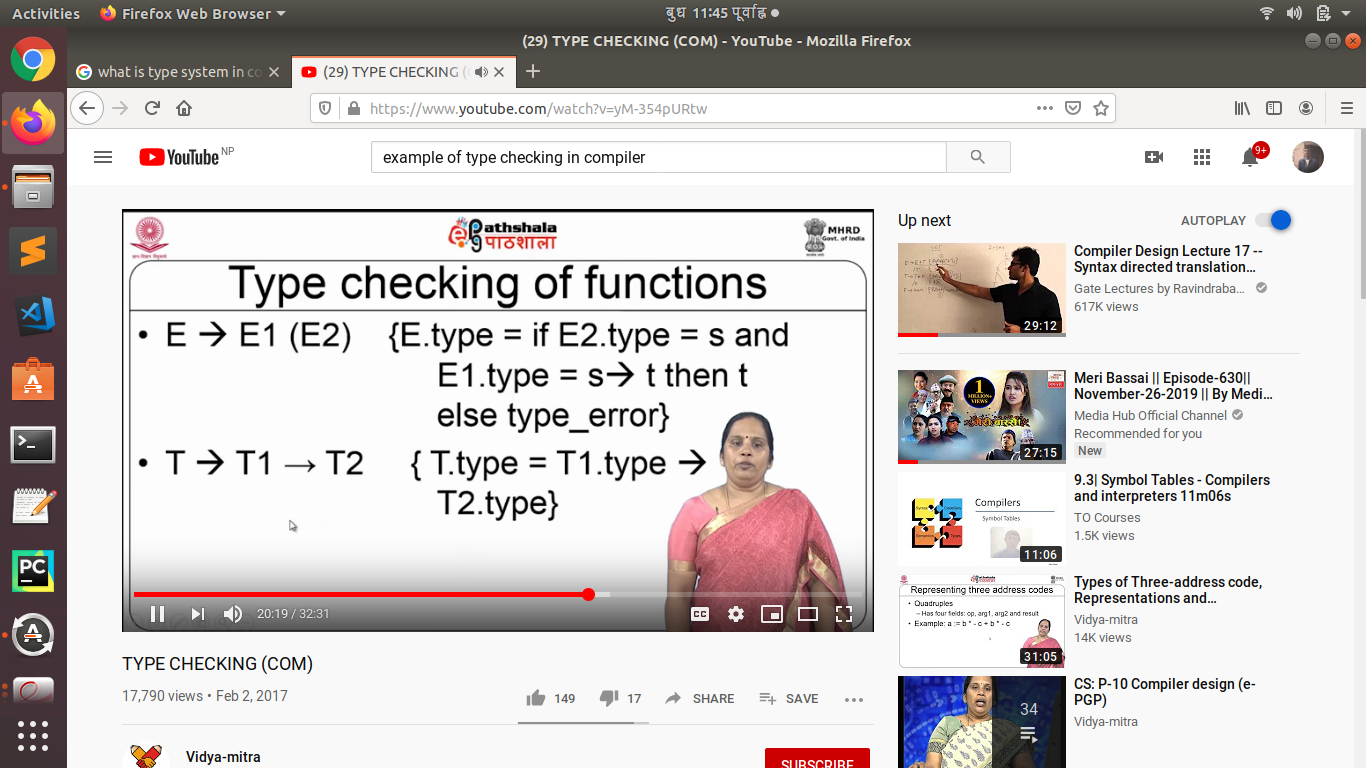 Activities
Firefox Web Browser
बुध 11:45 पूर्वाह्न
(29) TYPE CHECKING (COM) - YouTube - Mozilla Firefox
what is type system in co
(29) TYPE CHECKING (
https://www.youtube.com/watch?v=yM-354pURtw
YouTube NP
example of type checking in compiler
9+
ePathshala
पाठशाला
MHRD
Govt. of India
Type checking of functions
• E → E1 (E2) {E.type = if E2.type = s and
E1.type = s→ t then t
else type_error}
• T → T1 → T2 { T.type = T1.type →
T2.type}
20:19 / 32:31
CC
TYPE CHECKING (COM)
17,790 views • Feb 2, 2017
149
17
SHARE
SAVE
Vidya-mitra
SUBSCRIBE
Up next
AUTOPLAY
29:12
Compiler Design Lecture 17 --
Syntax directed translation…
Gate Lectures by Ravindraba…
617K views
1
MILLION+
VIEWS
27:15
Meri Bassai || Episode-630||
November-26-2019 || By Medi…
Media Hub Official Channel
Recommended for you
New
Compilers
Symbol Tables
11:06
9.3| Symbol Tables - Compilers
and interpreters 11m06s
TO Courses
1.5K views
Representing three address codes
• Quadruples
– Has four fields: op, arg1, arg2 and result
• Example: a := b * - c + b * - c
31:05
Types of Three-address code,
Representations and…
Vidya-mitra
14K views
34
CS: P-10 Compiler design (e-
PGP)
Vidya-mitra
PC